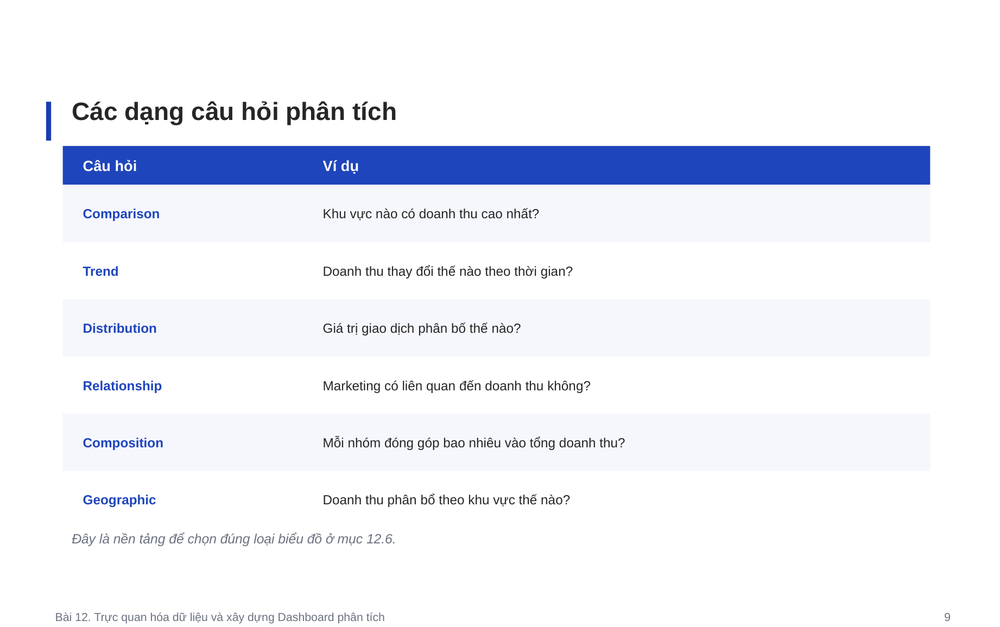 Các dạng câu hỏi phân tích
Câu hỏi Ví dụ
Comparison Khu vực nào có doanh thu cao nhất?
Trend Doanh thu thay đổi thế nào theo thời gian?
Distribution Giá trị giao dịch phân bố thế nào?
Relationship Marketing có liên quan đến doanh thu không?
Composition Mỗi nhóm đóng góp bao nhiêu vào tổng doanh thu?
Geographic Doanh thu phân bổ theo khu vực thế nào?
Đây là nền tảng để chọn đúng loại biểu đồ ở mục 12.6.
Bài 12. Trực quan hóa dữ liệu và xây dựng Dashboard phân tích 9